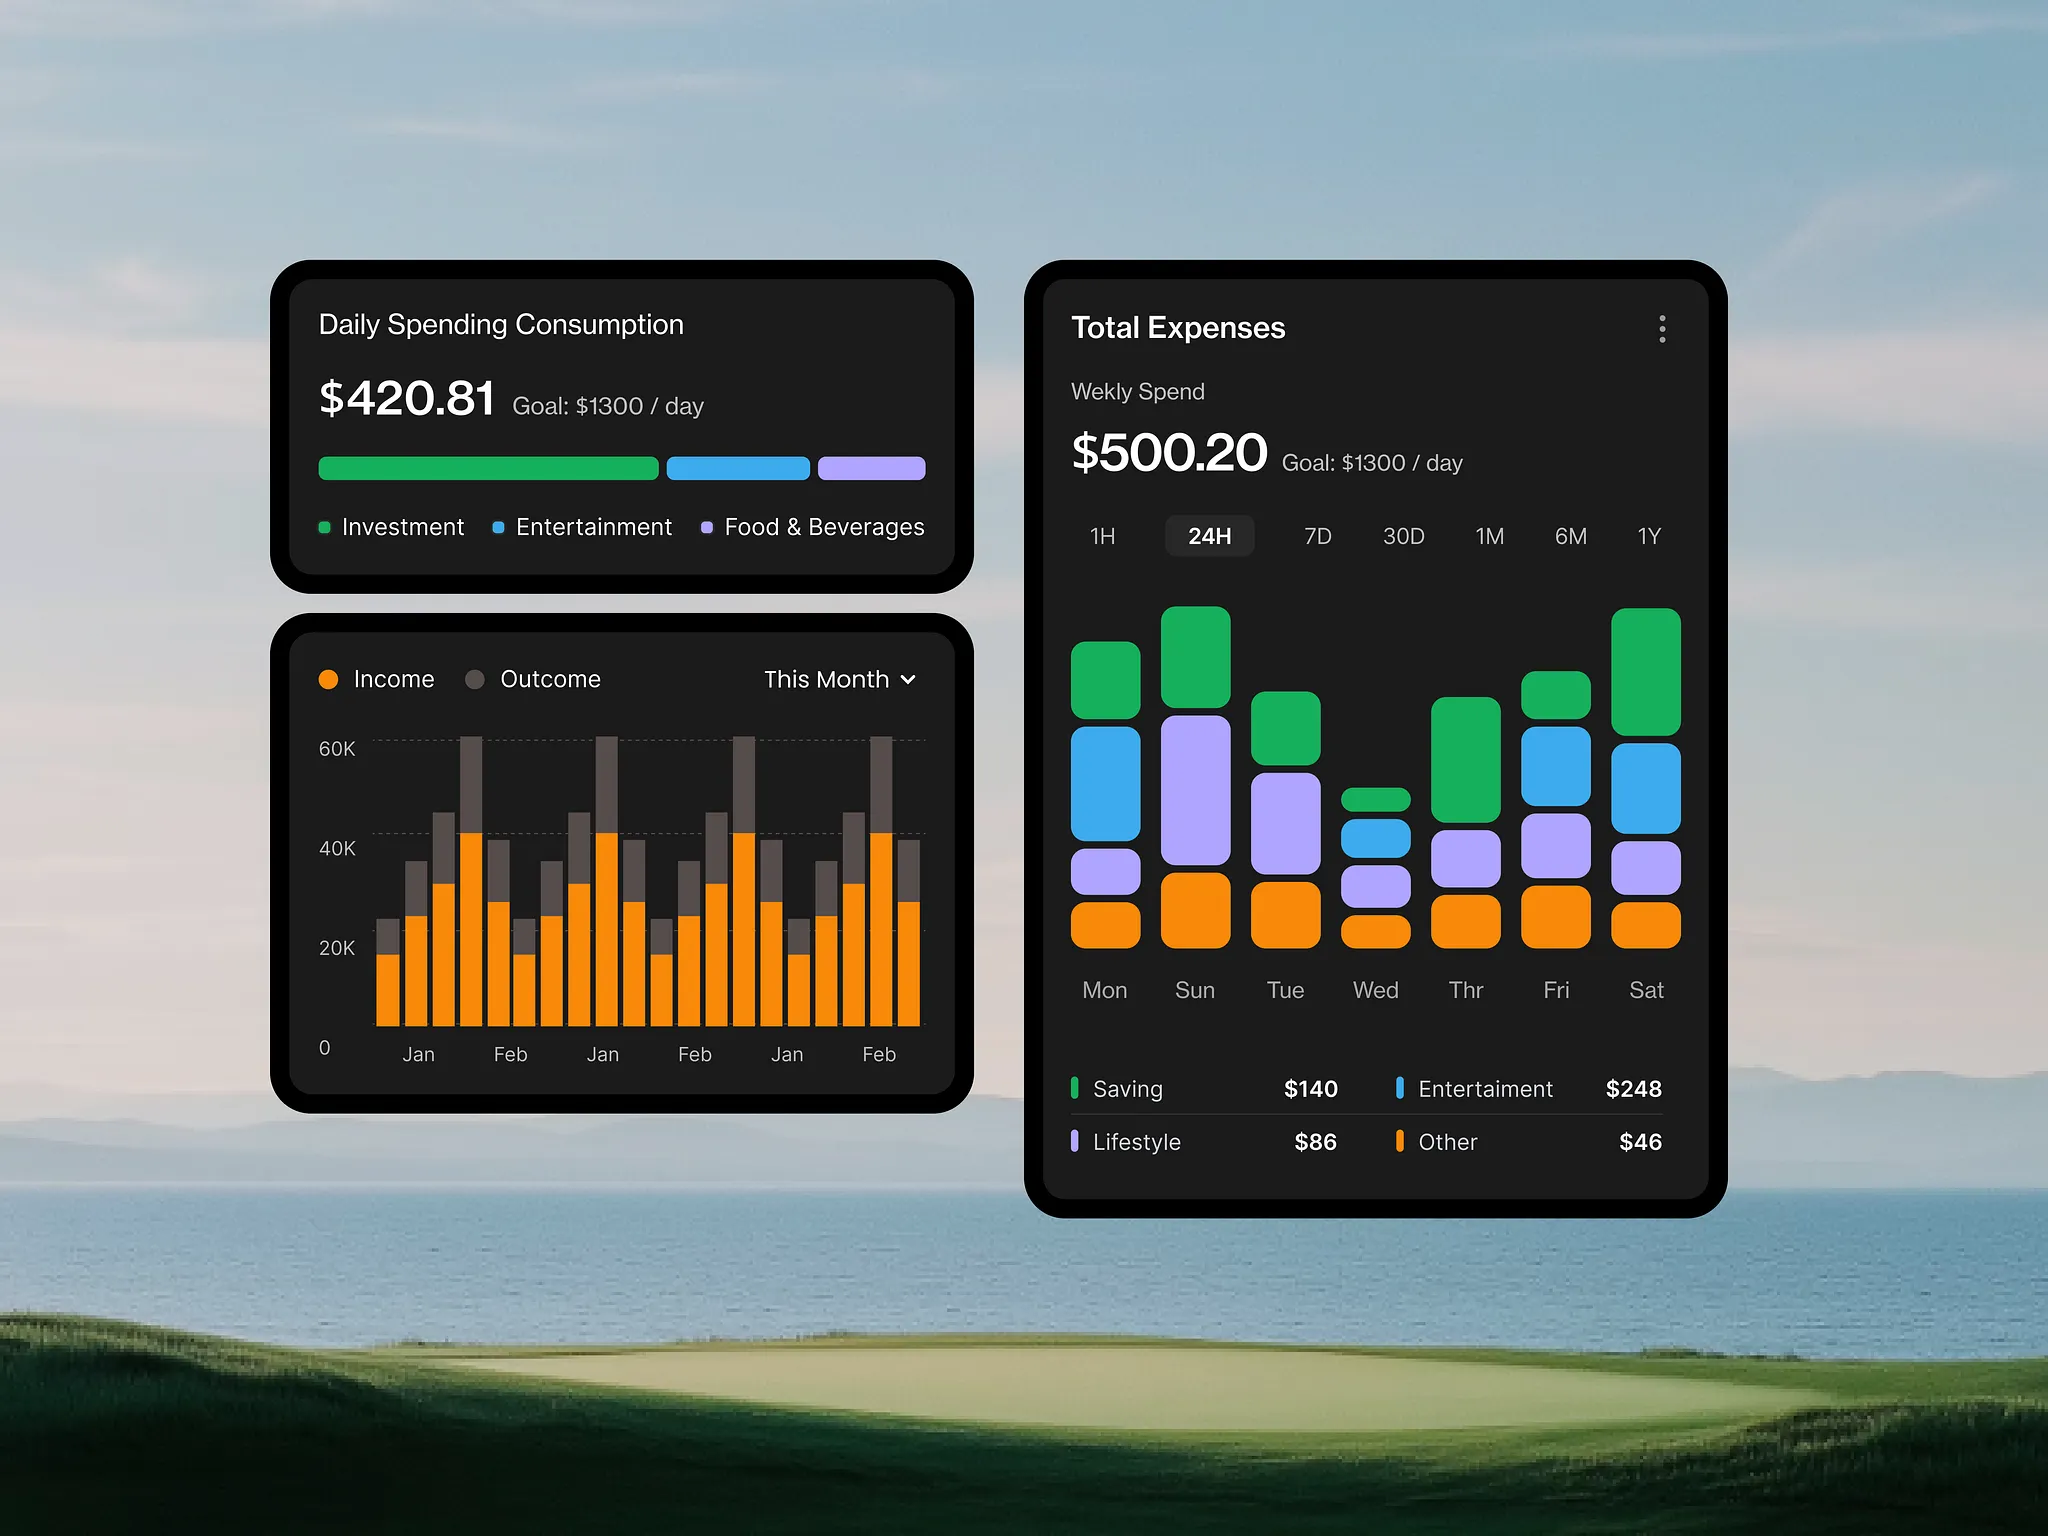 Daily Spending Consumption
$420.81 Goal: $1300 / day
Investment Entertainment Food & Beverages
Income Outcome This Month
60K
40K
20K
0
Jan Feb Jan Feb Jan Feb
Total Expenses
Wekly Spend
$500.20 Goal: $1300 / day
1H 24H 7D 30D 1M 6M 1Y
Mon Sun Tue Wed Thr Fri Sat
Saving $140 Entertaiment $248
Lifestyle $86 Other $46